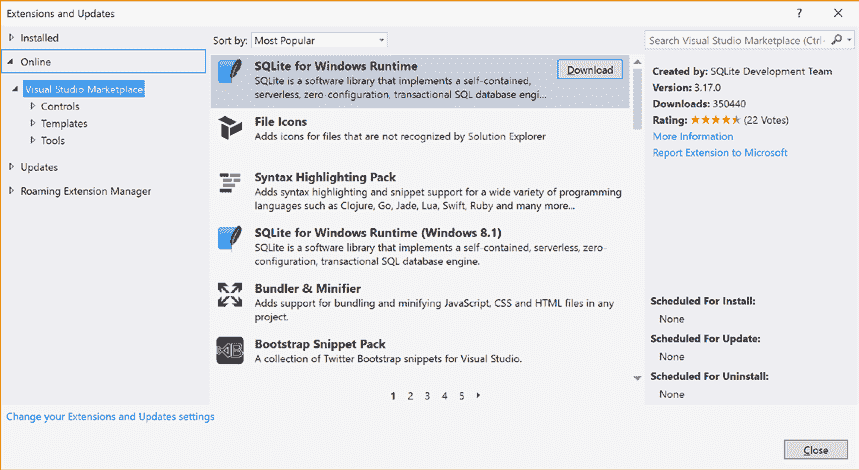 Extensions and Updates
?
Installed
Online
Visual Studio Marketplace
Controls
Templates
Tools
Updates
Roaming Extension Manager
Change your Extensions and Updates settings
Sort by: Most Popular
SQLite for Windows Runtime
SQLite is a software library that implements a self-contained,
serverless, zero-configuration, transactional SQL database engi...
Download
File Icons
Adds icons for files that are not recognized by Solution Explorer
Syntax Highlighting Pack
Adds syntax highlighting and snippet support for a wide variety of programming
languages such as Clojure, Go, Jade, Lua, Swift, Ruby and many more...
SQLite for Windows Runtime (Windows 8.1)
SQLite is a software library that implements a self-contained, serverless, zero-
configuration, transactional SQL database engine.
Bundler & Minifier
Adds support for bundling and minifying JavaScript, CSS and HTML files in any
project.
Bootstrap Snippet Pack
A collection of Twitter Bootstrap snippets for Visual Studio.
1 2 3 4 5
Search Visual Studio Marketplace (Ctrl-
Created by: SQLite Development Team
Version: 3.17.0
Downloads: 350440
Rating: (22 Votes)
More Information
Report Extension to Microsoft
Scheduled For Install:
None
Scheduled For Update:
None
Scheduled For Uninstall:
None
Close